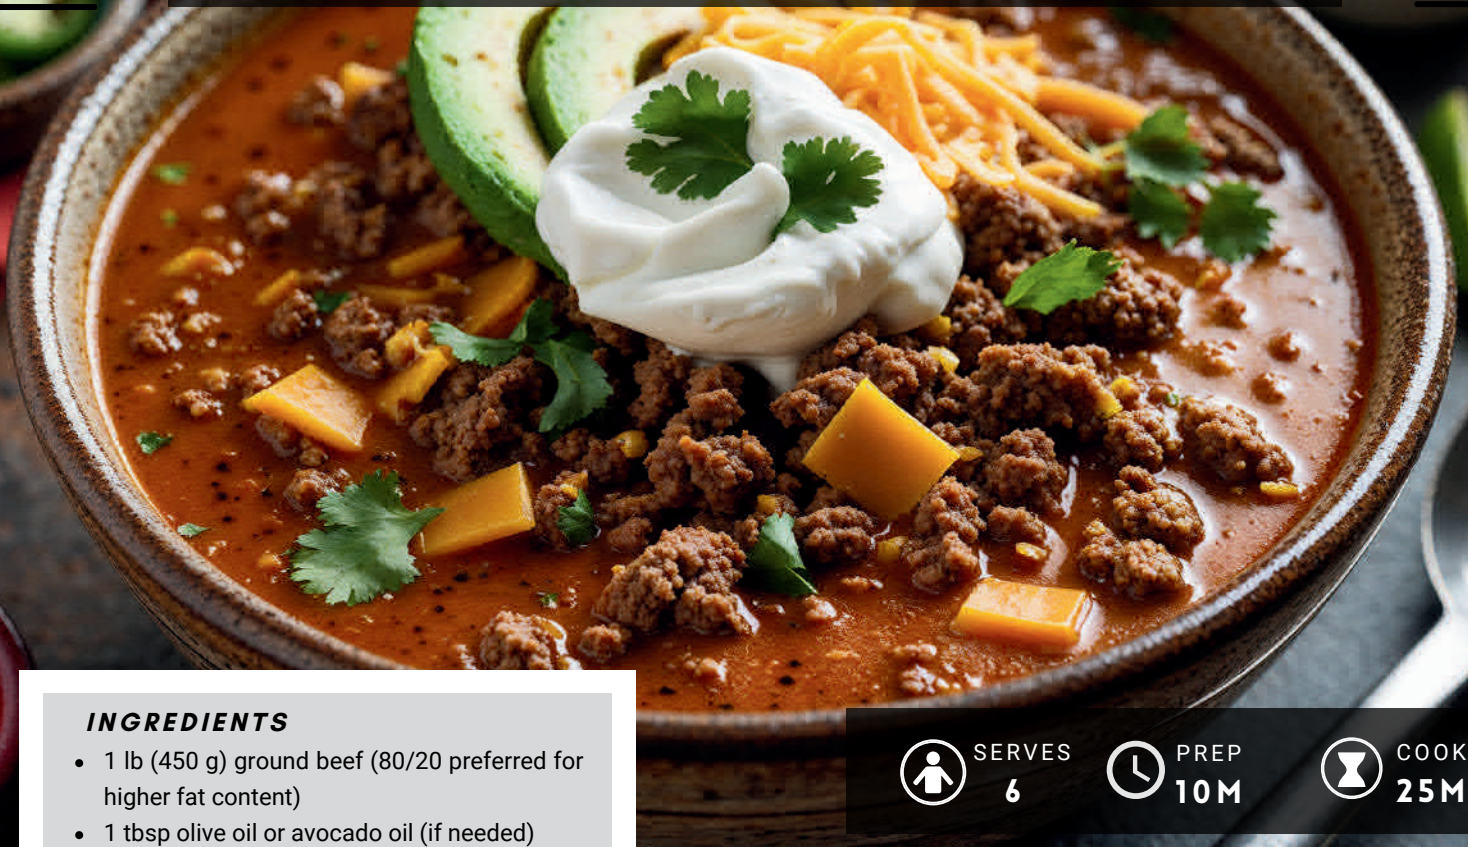 INGREDIENTS
• 1 lb (450 g) ground beef (80/20 preferred for
higher fat content)
• 1 tbsp olive oil or avocado oil (if needed)
SERVES
6
PREP
10M
COOK
25M